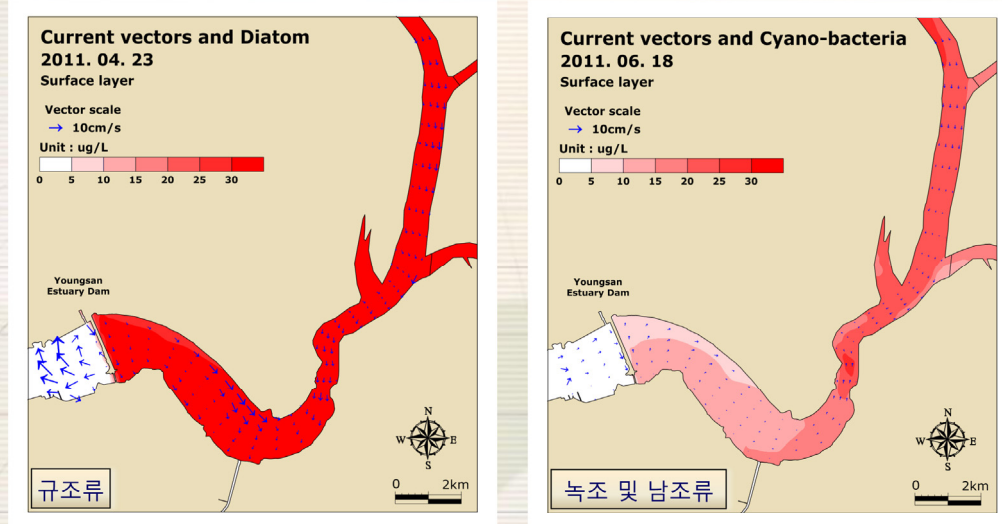 Current vectors and Diatom
2011. 04. 23
Surface layer
Vector scale
10cm/s
Unit : ug/L
0 5 10 15 20 25 30
Youngsan
Estuary Dam
N
W E
S
규조류
0 2km
Current vectors and Cyano-bacteria
2011. 06. 18
Surface layer
Vector scale
10cm/s
Unit : ug/L
0 5 10 15 20 25 30
Youngsan
Estuary Dam
N
W E
S
녹조 및 남조류
0 2km